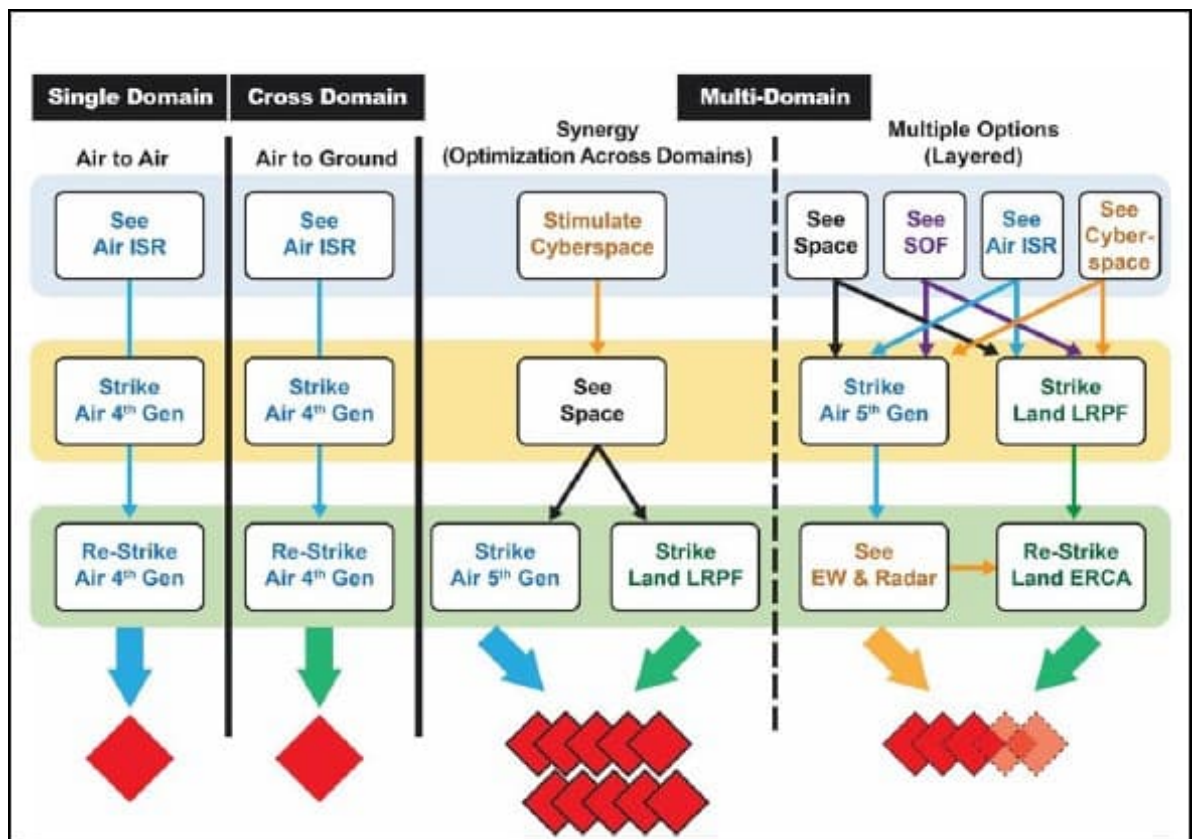 Single Domain
Cross Domain
Multi-Domain
Air to Air
Air to Ground
Synergy
(Optimization Across Domains)
Multiple Options
(Layered)
See
Air ISR
See
Air ISR
Stimulate
Cyberspace
See
Space
See
SOF
See
Air ISR
See
Cyber-
space
Strike
Air 4th Gen
Strike
Air 4th Gen
See
Space
Strike
Air 5th Gen
Strike
Land LRPF
Re-Strike
Air 4th Gen
Re-Strike
Air 4th Gen
Strike
Air 5th Gen
Strike
Land LRPF
See
EW & Radar
Re-Strike
Land ERCA